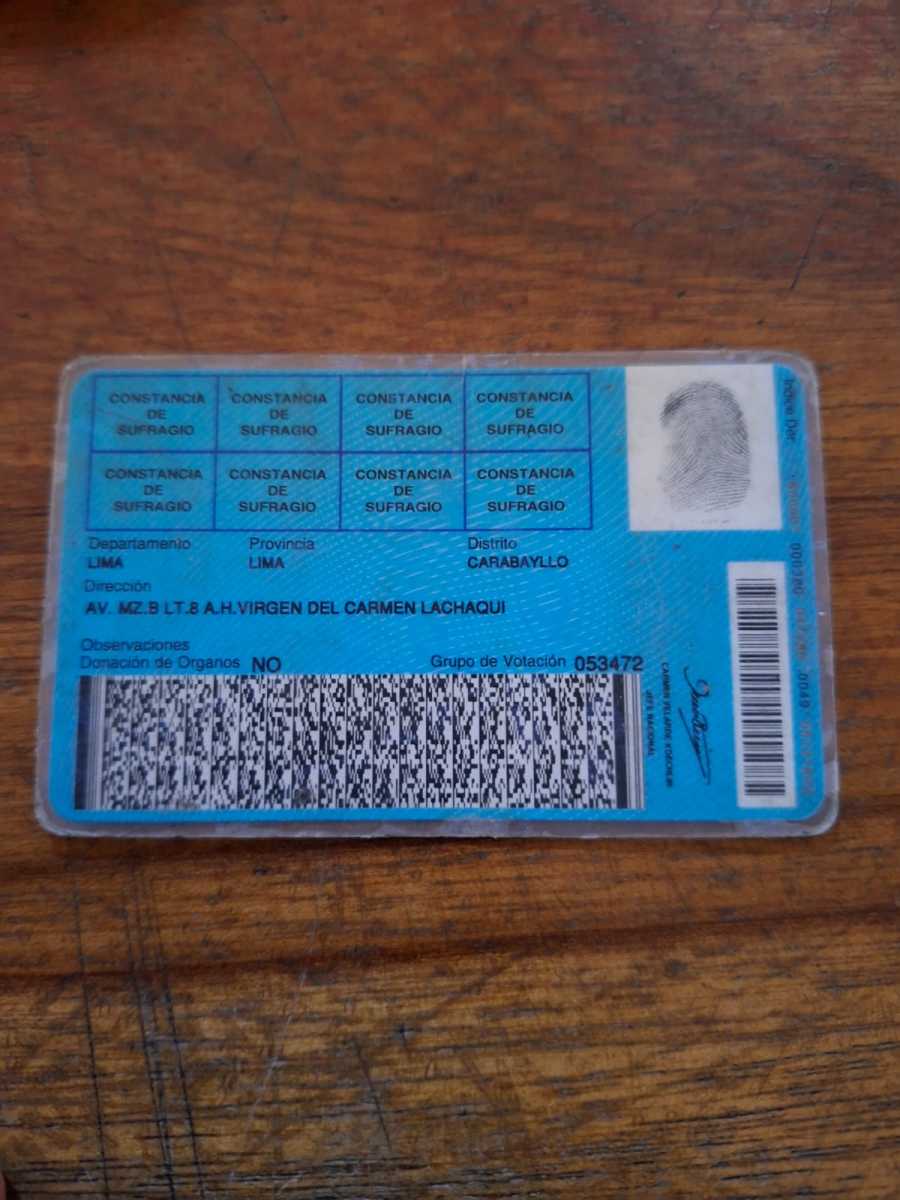 CONSTANCIA DE SUFRAGIO CONSTANCIA DE SUFRAGIO CONSTANCIA DE SUFRAGIO CONSTANCIA DE SUFRAGIO
CONSTANCIA DE SUFRAGIO CONSTANCIA DE SUFRAGIO CONSTANCIA DE SUFRAGIO CONSTANCIA DE SUFRAGIO
Departamento Provincia Distrito
LIMA LIMA CARABAYLLO
Dirección
AV. MZ.B LT.8 A.H.VIRGEN DEL CARMEN LACHAQUI
Observaciones
Donación de Organos NO Grupo de Votación 053472
Indice Der.
JEFE NACIONAL